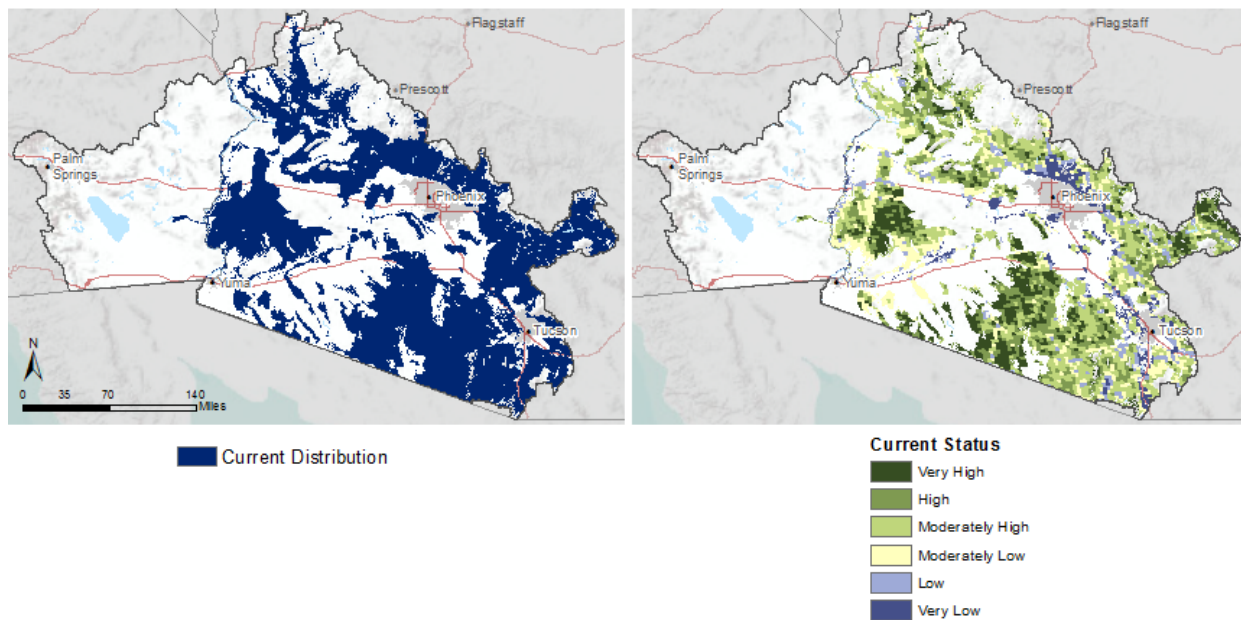 Flagstaff
Prescott
Palm
Springs
Phoenix
Yuma
Tucson
N
0 35 70 140
Miles
Current Distribution
Flagstaff
Prescott
Palm
Springs
Phoenix
Yuma
Tucson
Current Status
Very High
High
Moderately High
Moderately Low
Low
Very Low